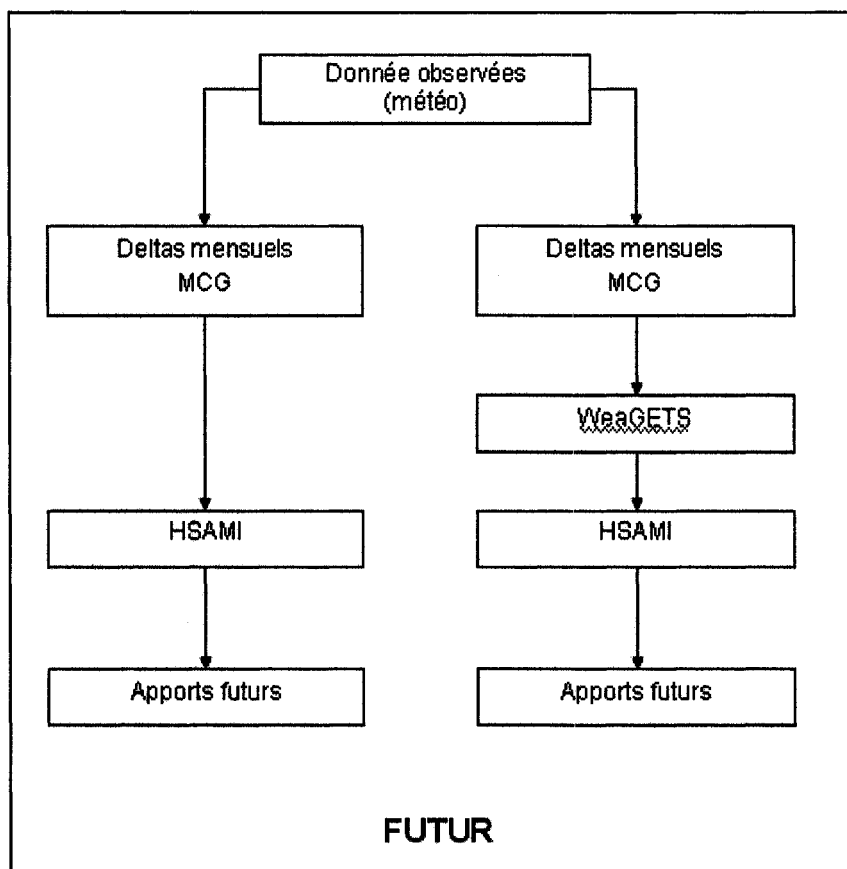 Donnée observées
(météo)
Deltas mensuels
MCG
Deltas mensuels
MCG
WeaGETS
HSAMI
HSAMI
Apports futurs
Apports futurs
FUTUR